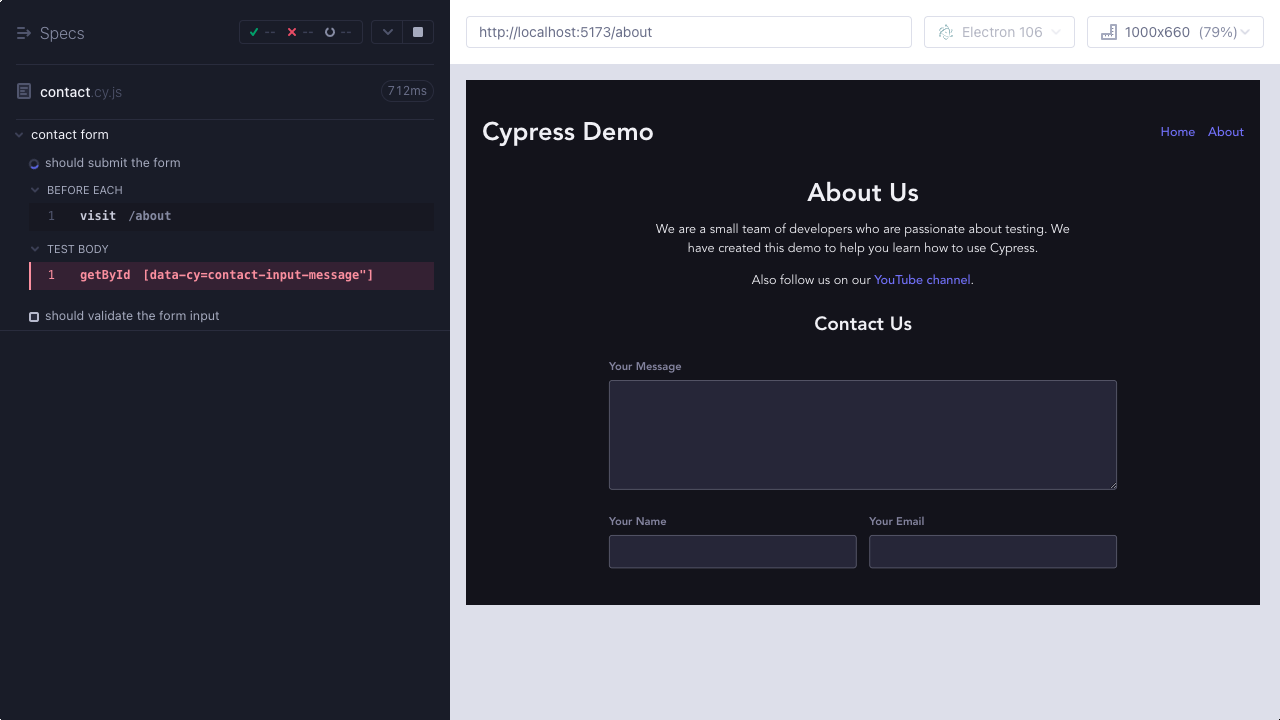 Specs
-- -- --
contact.cy.js
712ms
contact form
should submit the form
BEFORE EACH
1 visit /about
TEST BODY
1 getById [data-cy=contact-input-message"]
should validate the form input
http://localhost:5173/about
Electron 106
1000x660 (79%)
Cypress Demo
Home About
About Us
We are a small team of developers who are passionate about testing. We
have created this demo to help you learn how to use Cypress.
Also follow us on our YouTube channel.
Contact Us
Your Message
Your Name
Your Email